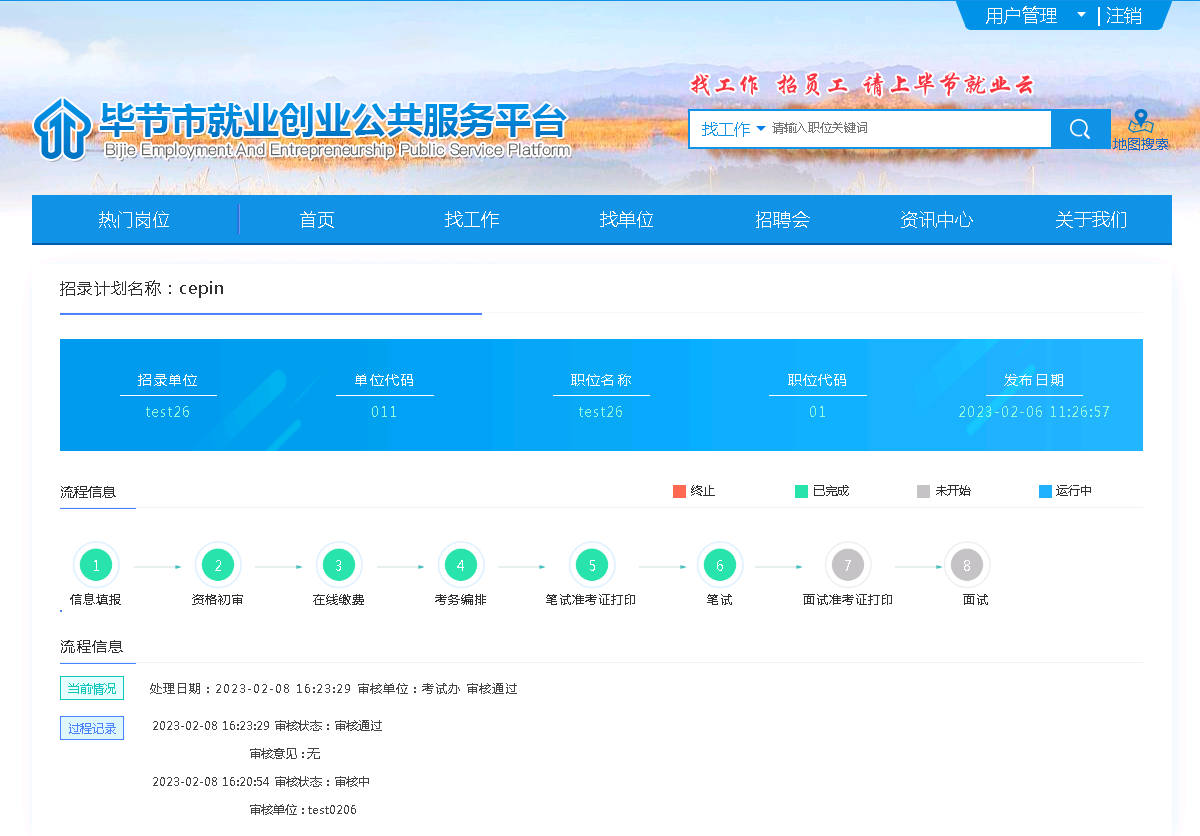 用户管理 | 注销
找工作 招员工 请上毕节就业云
毕节市就业创业公共服务平台
Bijie Employment And Entrepreneurship Public Service Platform
找工作 请输入职位关键词
地图搜索
热门岗位 首页 找工作 找单位 招聘会 资讯中心 关于我们
招录计划名称：cepin
招录单位 单位代码 职位名称 职位代码 发布日期
test26 011 test26 01 2023-02-06 11:26:57
流程信息 终止 已完成 未开始 运行中
1 2 3 4 5 6 7 8
信息填报 资格初审 在线缴费 考务编排 笔试准考证打印 笔试 面试准考证打印 面试
流程信息
当前情况 处理日期：2023-02-08 16:23:29 审核单位：考试办 审核通过
过程记录 2023-02-08 16:23:29 审核状态：审核通过
审核意见：无
2023-02-08 16:20:54 审核状态：审核中
审核单位：test0206